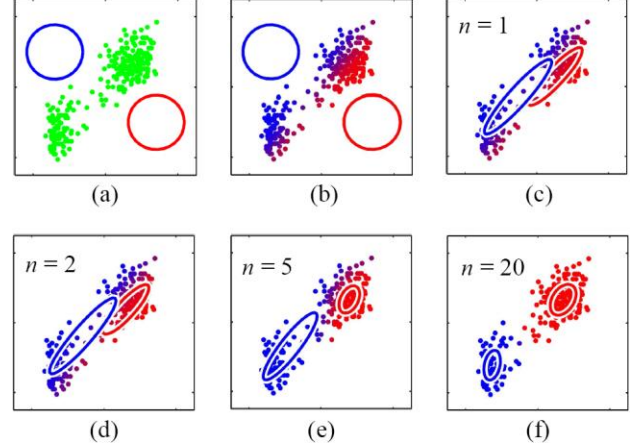 n = 1
(a)
(b)
(c)
n = 2
n = 5
n = 20
(d)
(e)
(f)